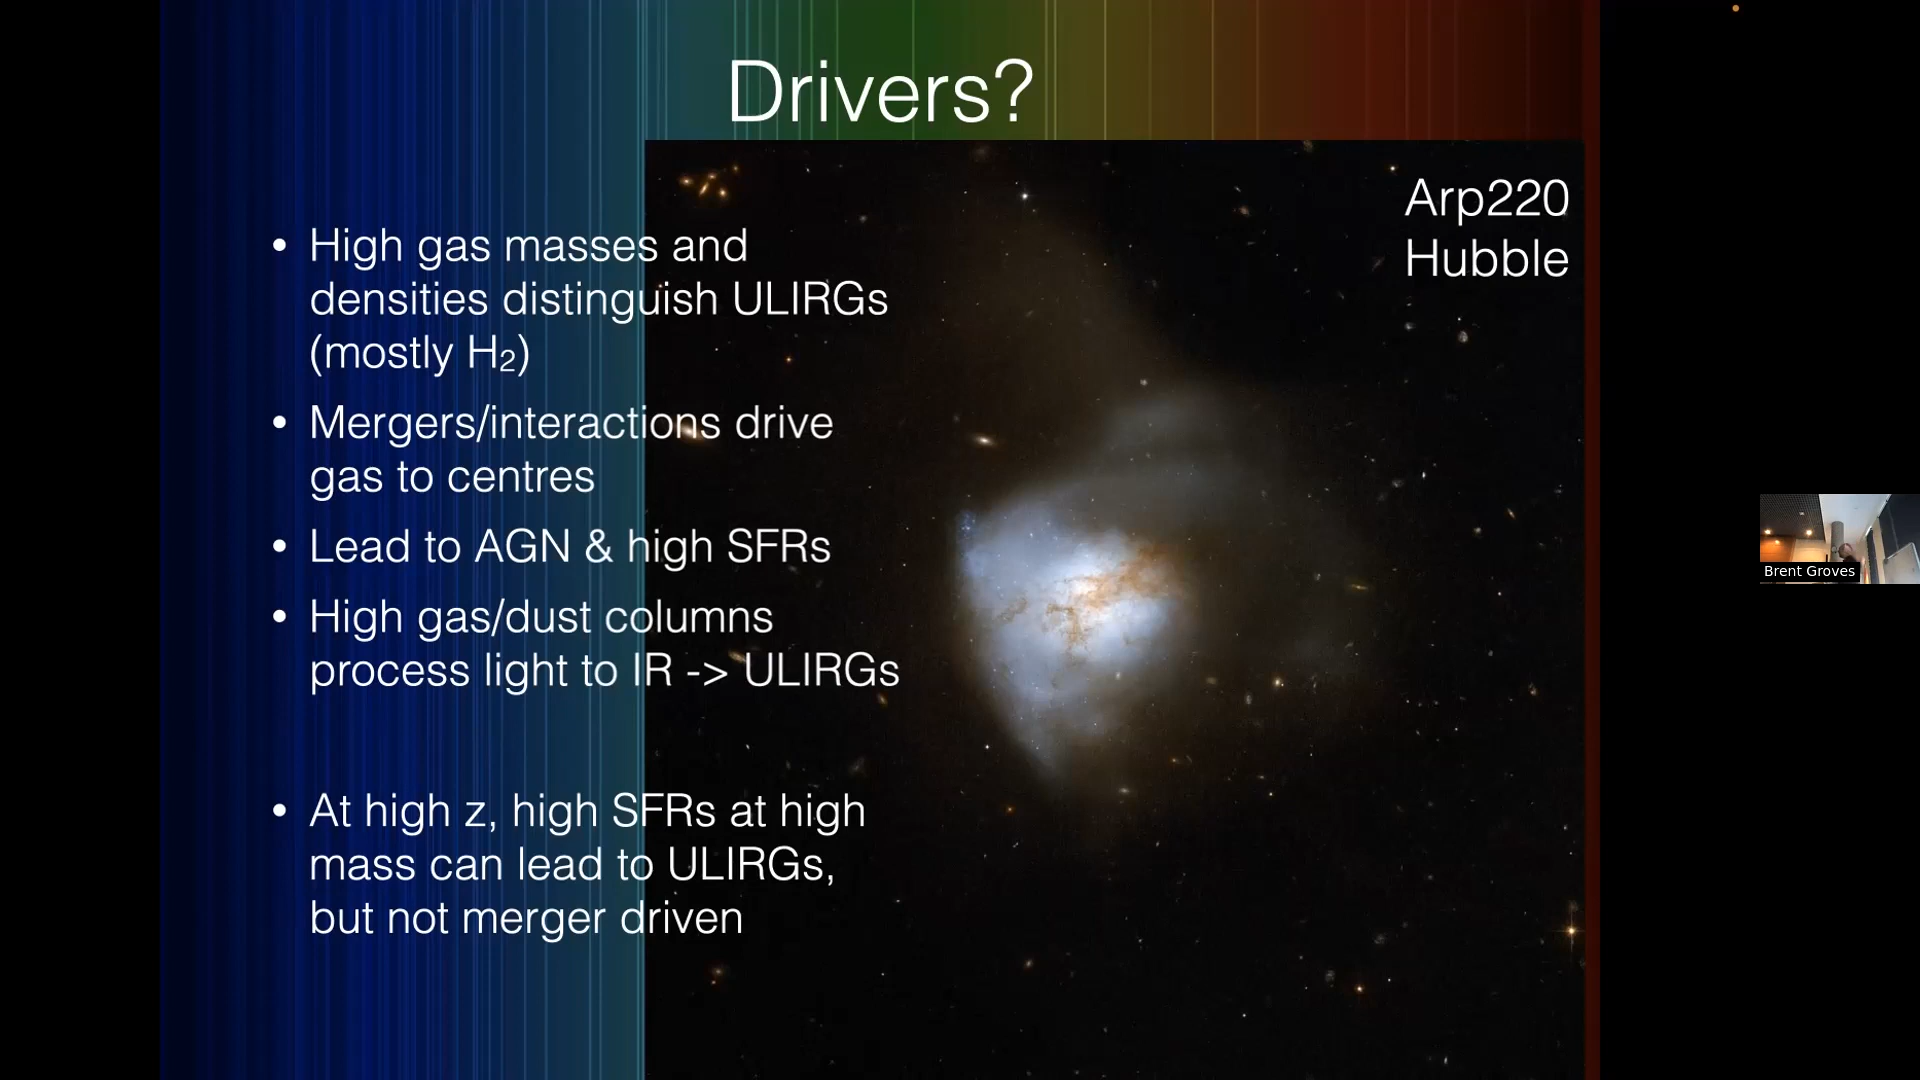 Drivers?
Arp220
Hubble
• High gas masses and
densities distinguish ULIRGs
(mostly H₂)
• Mergers/interactions drive
gas to centres
• Lead to AGN & high SFRs
• High gas/dust columns
process light to IR -> ULIRGs
• At high z, high SFRs at high
mass can lead to ULIRGs,
but not merger driven
Brent Groves